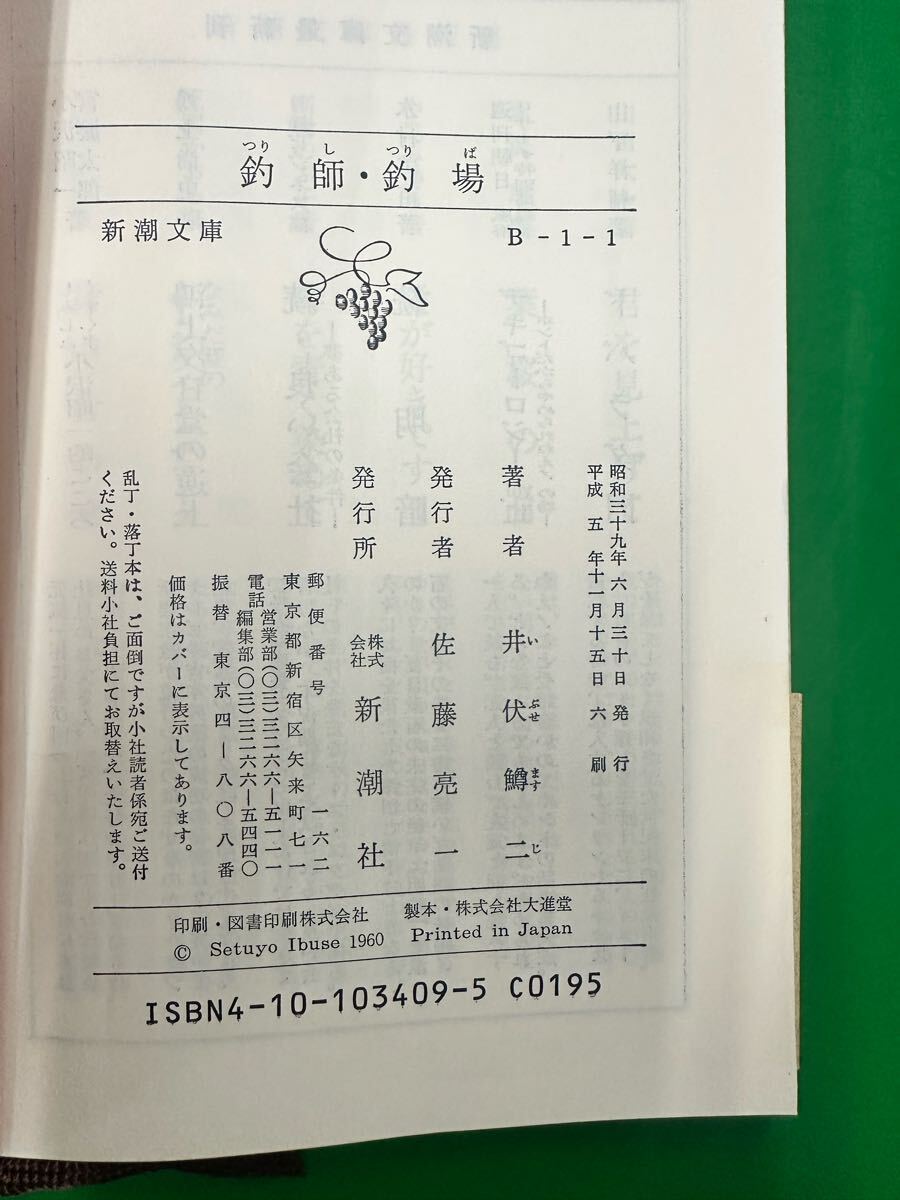 釣師・釣場
つり し つり ば
新潮文庫
B-1-1
昭和三十九年 六月三十日 発行
平成 五 年十一月十五日 六刷
著者 井伏鱒二
い ぶせ ます じ
発行者 佐藤亮一
発行所 株式会社 新潮社
郵便番号 一六二
東京都新宿区矢来町七一
電話 営業部(〇三)三二六六―五一一一
編集部(〇三)三二六六―五四四〇
振替 東京四―八〇八番
価格はカバーに表示してあります。
乱丁・落丁本は、ご面倒ですが小社読者係宛ご送付
ください。送料小社負担にてお取替えいたします。
印刷・図書印刷株式会社 製本・株式会社大進堂
© Setuyo Ibuse 1960 Printed in Japan
ISBN4-10-103409-5 C0195